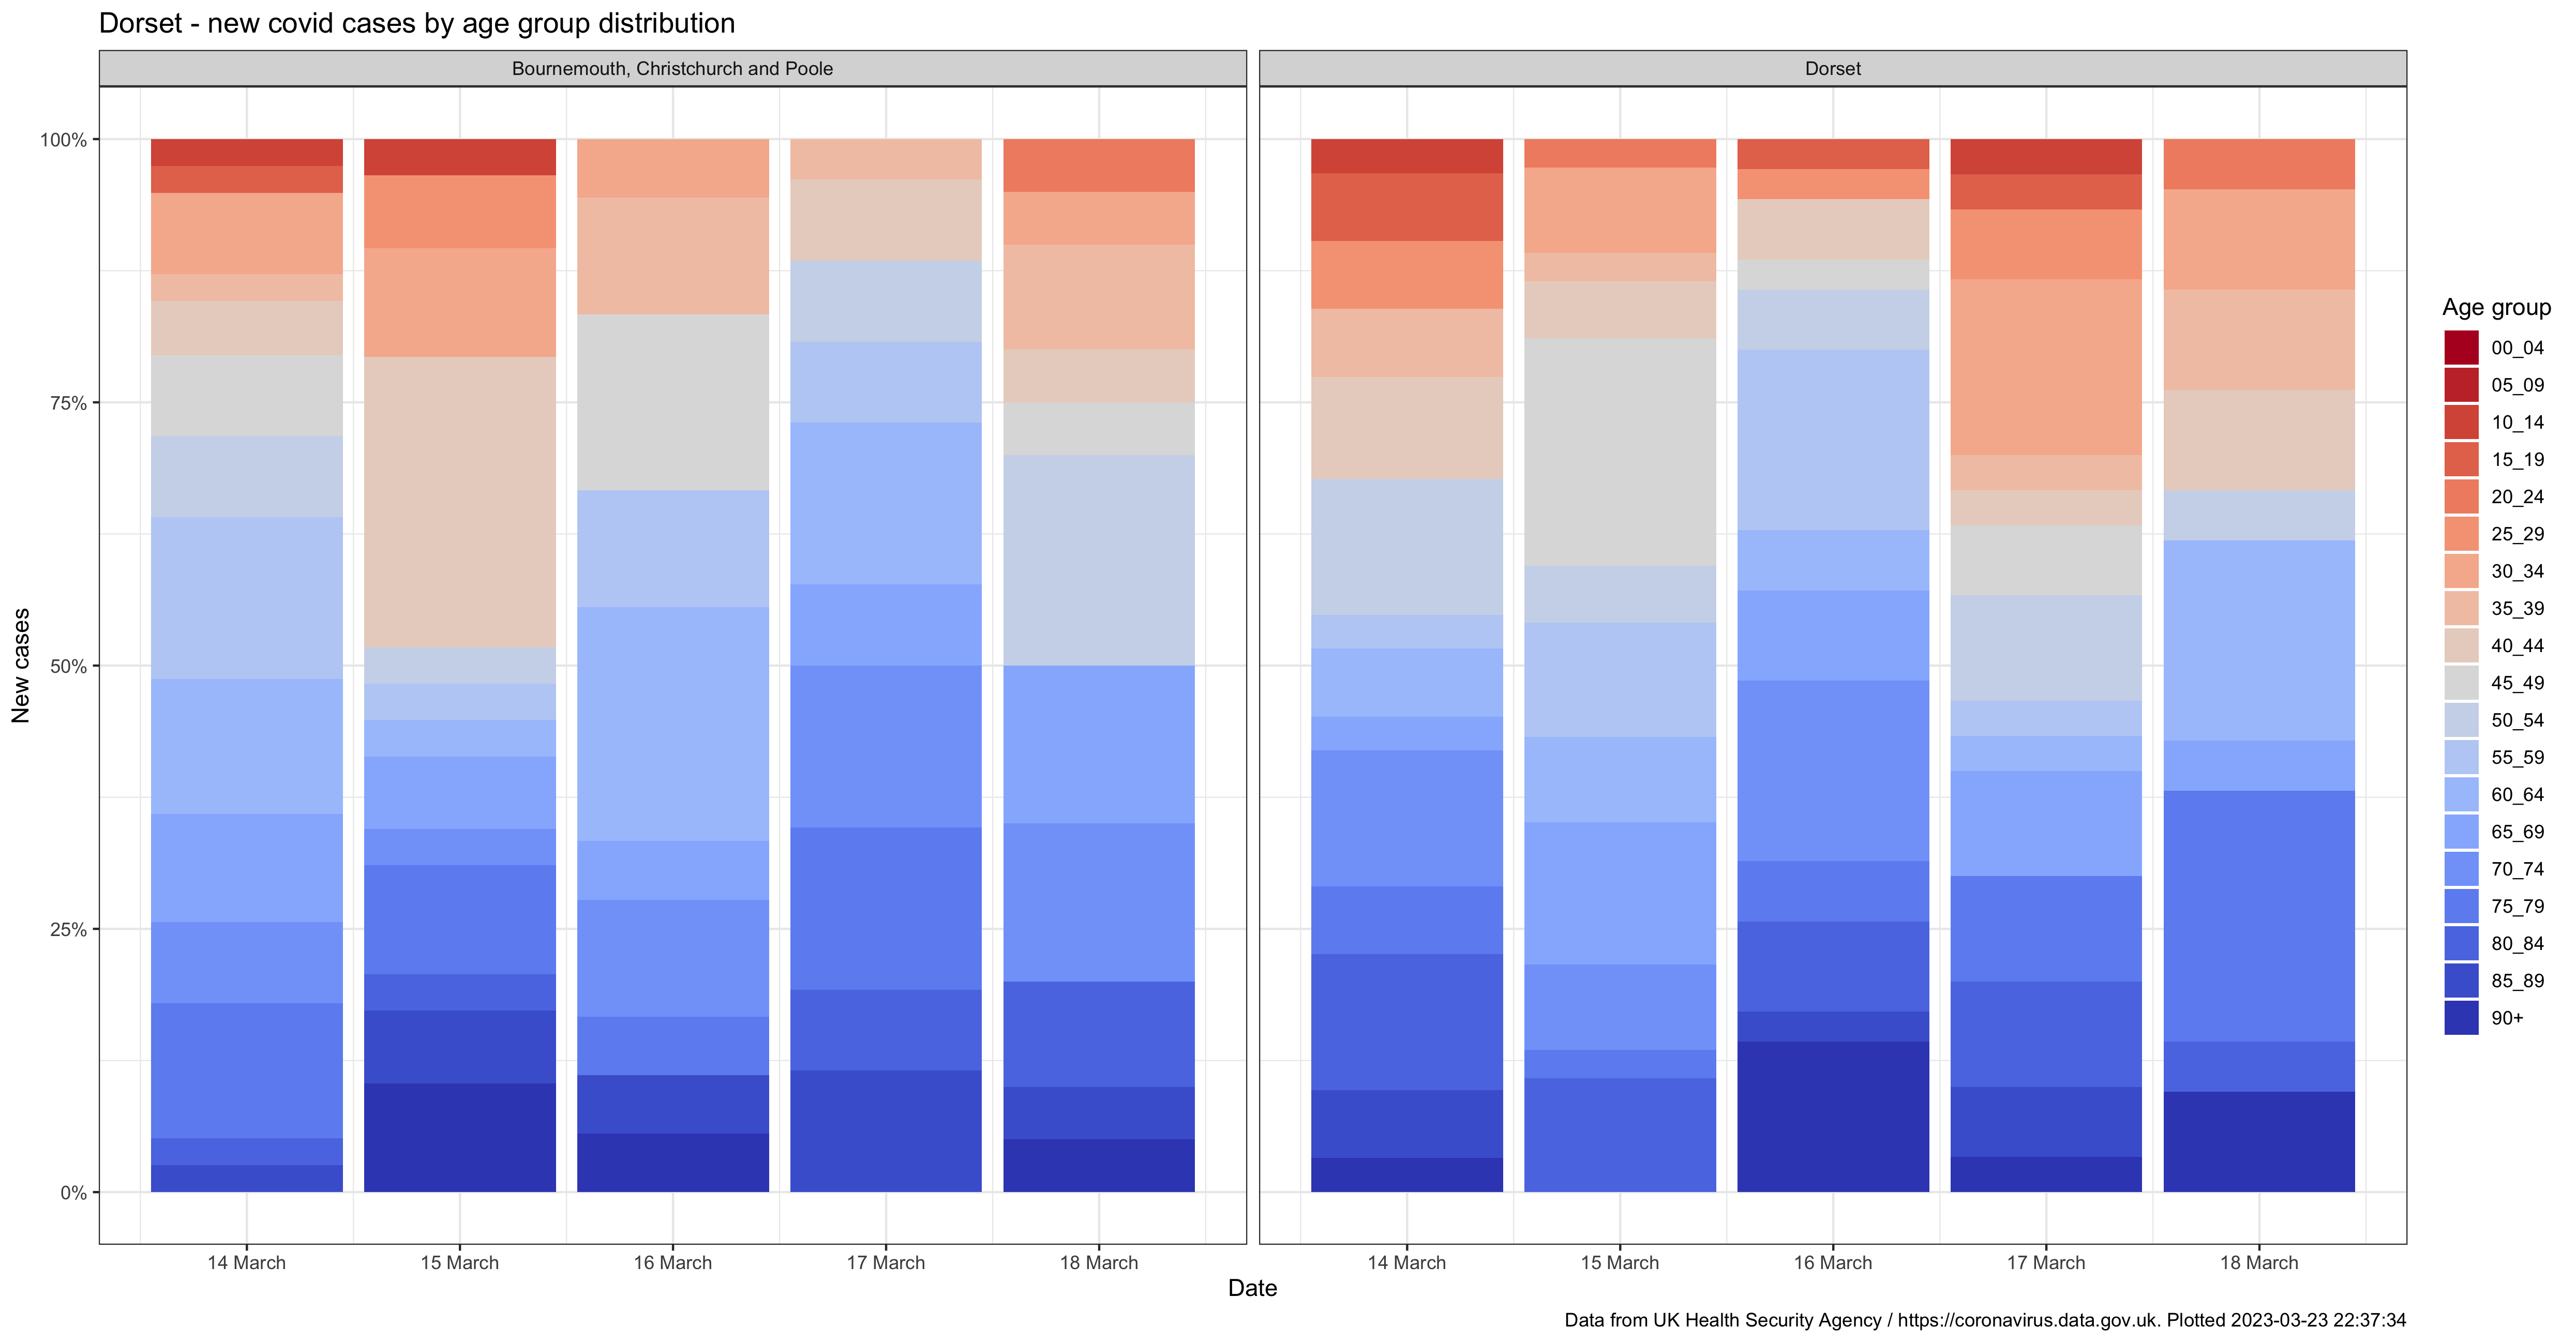 Dorset - new covid cases by age group distribution
Bournemouth, Christchurch and Poole
Dorset
100%
75%
50%
25%
0%
New cases
14 March
15 March
16 March
17 March
18 March
14 March
15 March
16 March
17 March
18 March
Date
Age group
00_04
05_09
10_14
15_19
20_24
25_29
30_34
35_39
40_44
45_49
50_54
55_59
60_64
65_69
70_74
75_79
80_84
85_89
90+
Data from UK Health Security Agency / https://coronavirus.data.gov.uk. Plotted 2023-03-23 22:37:34